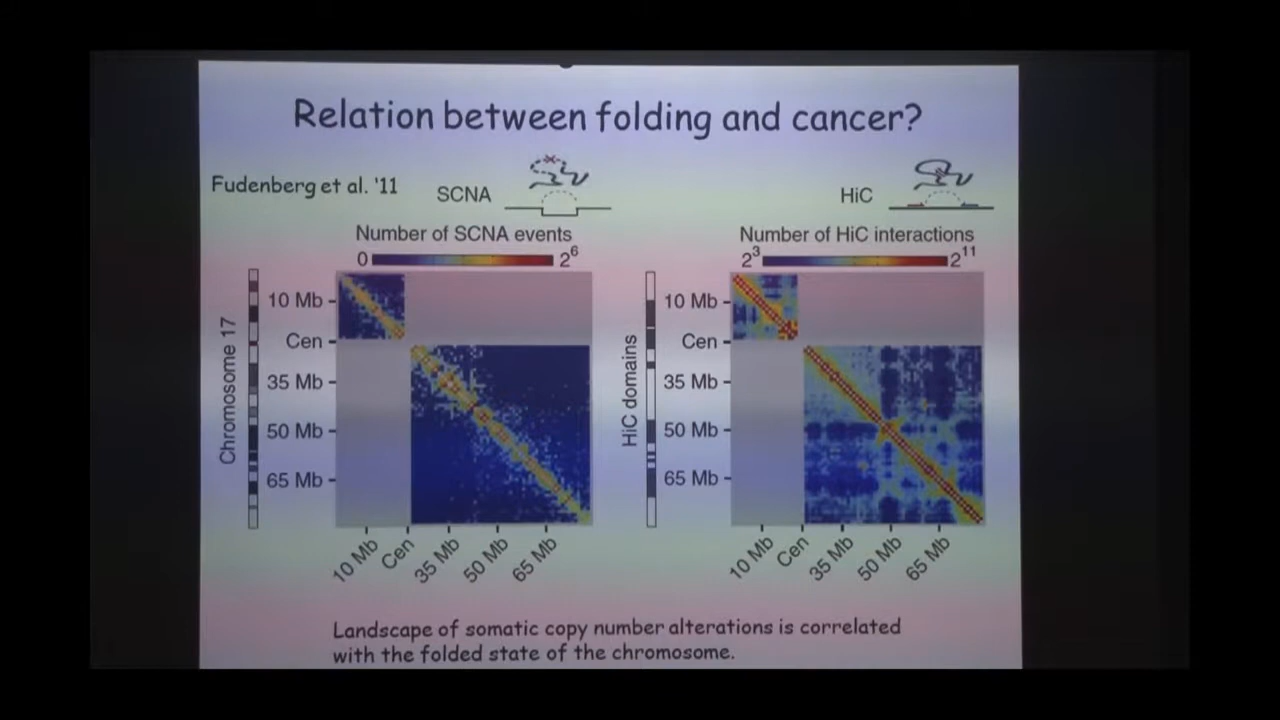 Relation between folding and cancer?
Fudenberg et al. '11
SCNA
HiC
Number of SCNA events
0
2^6
Number of HiC interactions
2^3
2^11
Chromosome 17
10 Mb
Cen
35 Mb
50 Mb
65 Mb
10 Mb
Cen
35 Mb
50 Mb
65 Mb
HiC domains
10 Mb
Cen
35 Mb
50 Mb
65 Mb
10 Mb
Cen
35 Mb
50 Mb
65 Mb
Landscape of somatic copy number alterations is correlated
with the folded state of the chromosome.